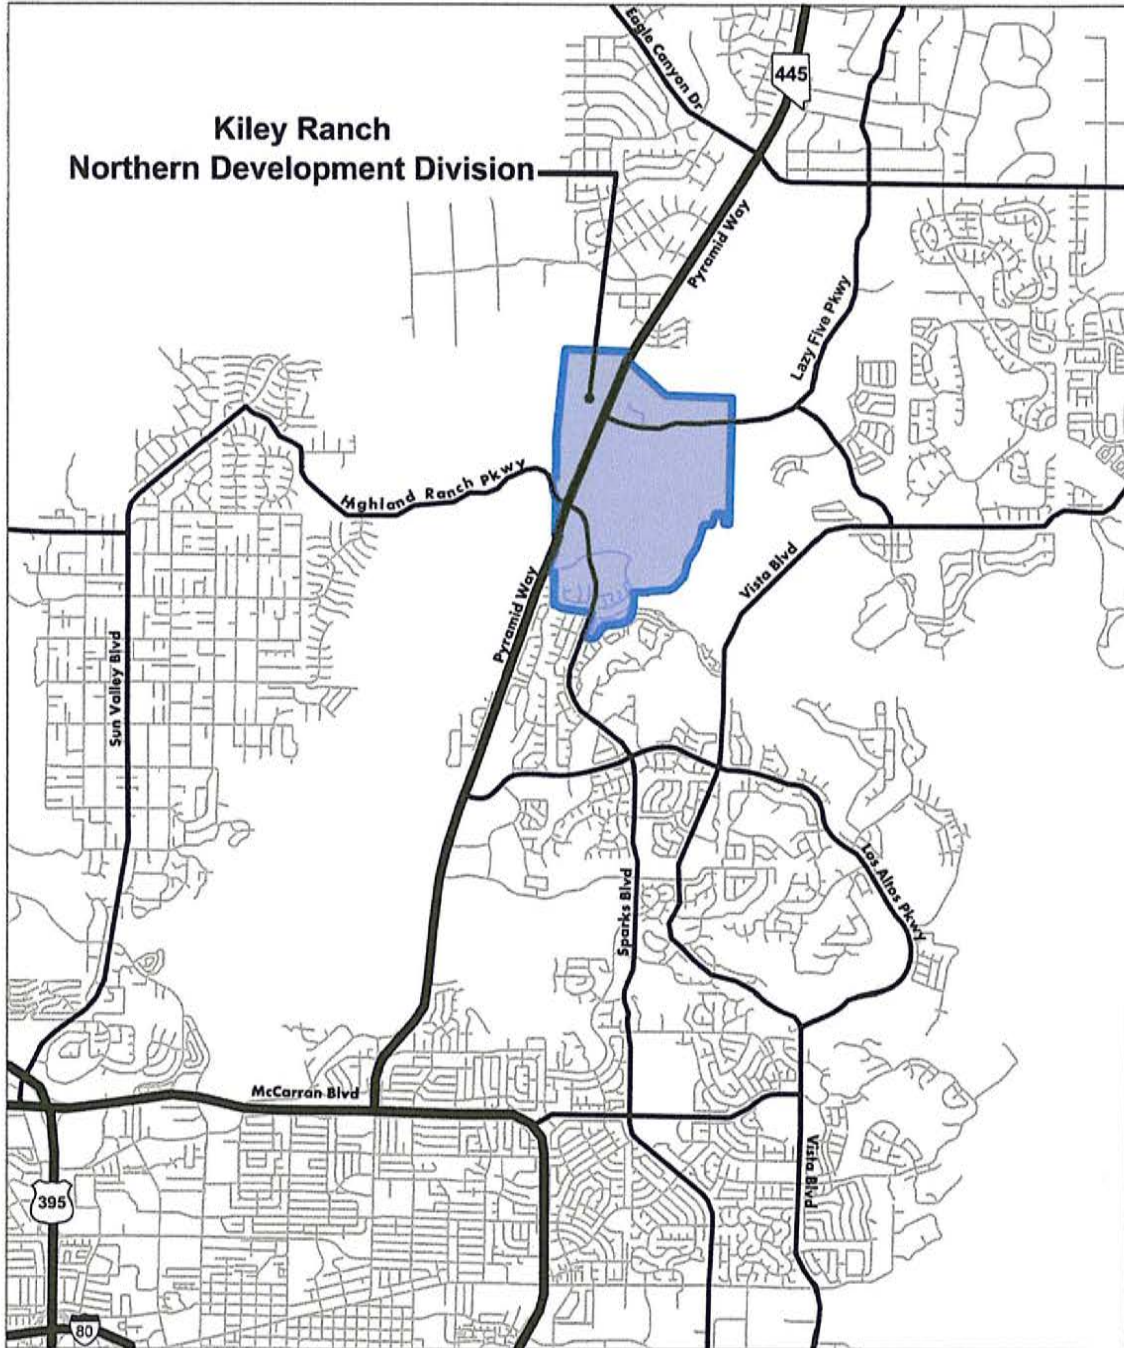 Eagle Canyon Dr
445
Kiley Ranch
Northern Development Division
Pyramid Way
Lazy Five Pkwy
Highland Ranch Pkwy
Vista Blvd
Pyramid Way
Sun Valley Blvd
Los Altos Pkwy
Sparks Blvd
McCarran Blvd
Vista Blvd
395
80